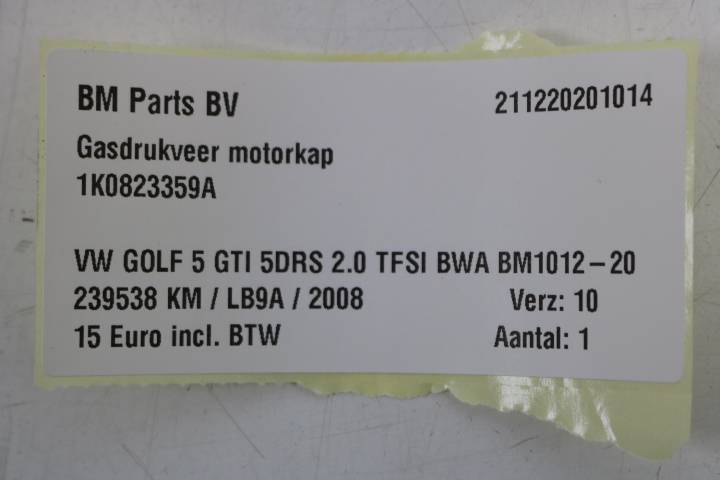 BM Parts BV 211220201014
Gasdrukveer motorkap
1K0823359A
VW GOLF 5 GTI 5DRS 2.0 TFSI BWA BM1012-20
239538 KM / LB9A / 2008 Verz: 10
15 Euro incl. BTW Aantal: 1